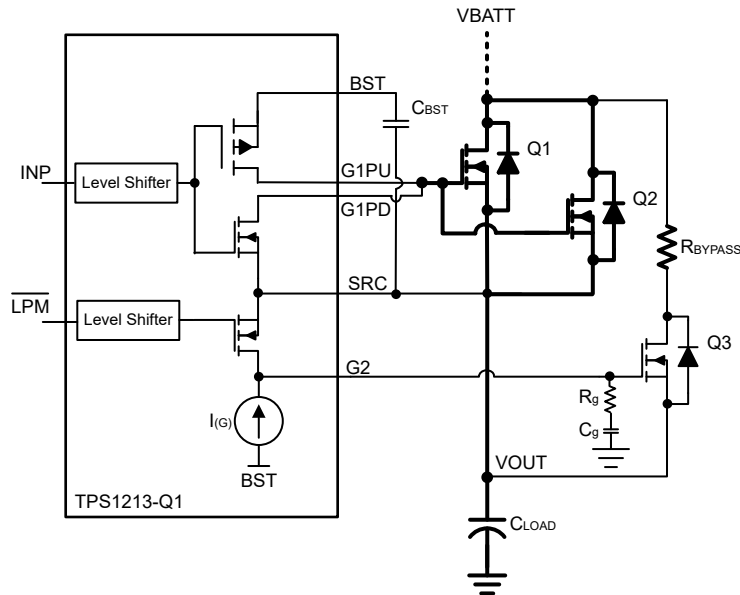 VBATT
BST
CBST
Q1
INP
Level Shifter
G1PU
G1PD
Q2
RBYPASS
SRC
LPM
Level Shifter
Q3
G2
Rg
I(G)
Cg
BST
VOUT
TPS1213-Q1
CLOAD